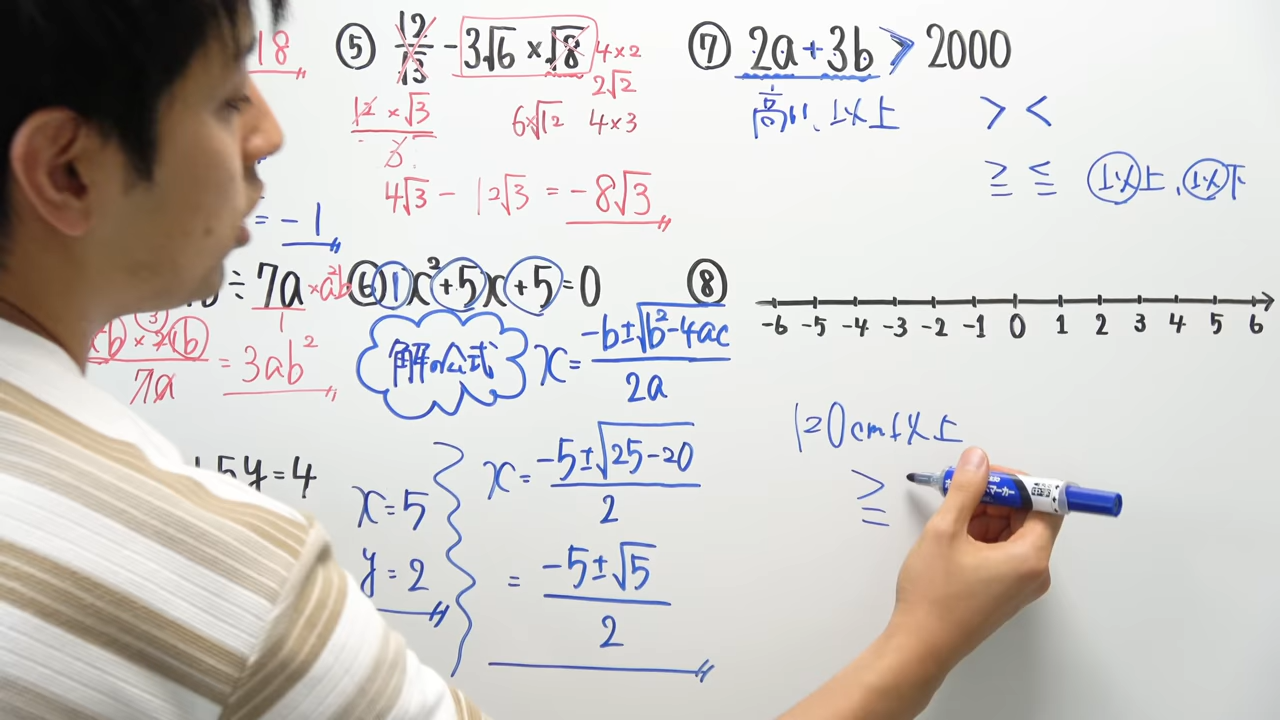 18
= -1
÷ 7a × a²b
1
7a
= 3ab²
+5y=4
x=5
y=2
⑤ 12/√3 - 3√6 × √8
4×2
2√2
12×√3
3
6×√12 4×3
4√3 - 12√3 = -8√3
⑥ 1x²+5x+5=0
解の公式
x= -b±√b²-4ac / 2a
x= -5±√25-20 / 2
= -5±√5 / 2
⑦ 2a+3b > 2000
高い、以上 > <
≧ ≦ 以上、以下
⑧
-6 -5 -4 -3 -2 -1 0 1 2 3 4 5 6
120cm以上
≧